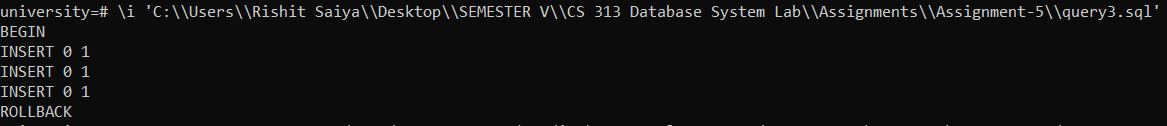 university=# \i 'C:\\Users\\Rishit Saiya\\Desktop\\SEMESTER V\\CS 313 Database System Lab\\Assignments\\Assignment-5\\query3.sql'
BEGIN
INSERT 0 1
INSERT 0 1
INSERT 0 1
ROLLBACK